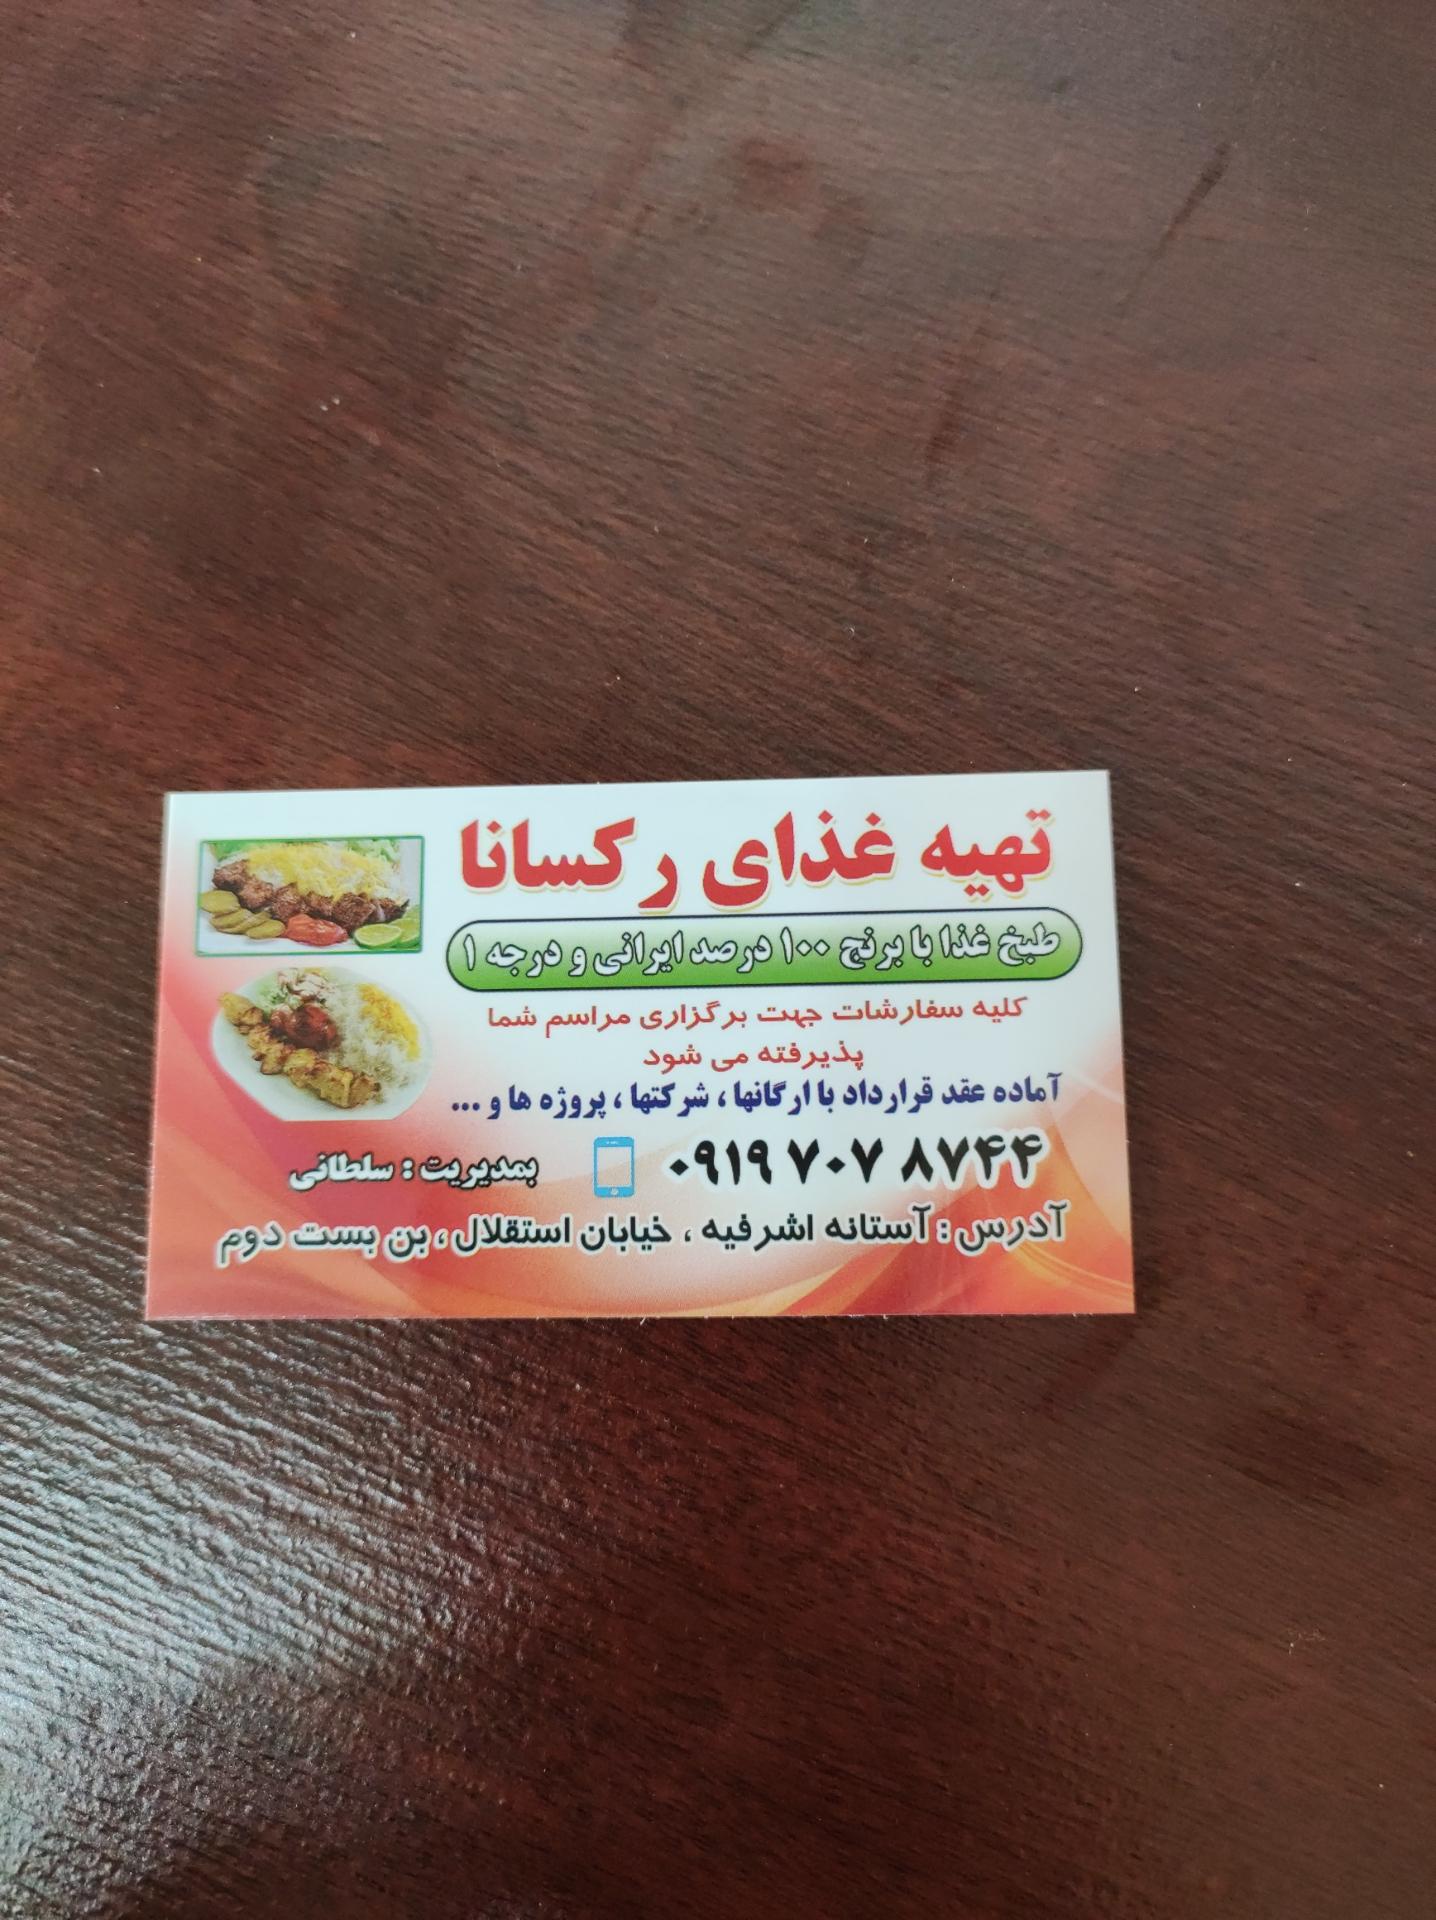 تهیه غذای رکسانا
طبخ غذا با برنج ۱۰۰ درصد ایرانی و درجه ۱
کلیه سفارشات جهت برگزاری مراسم شما
پذیرفته می شود
آماده عقد قرارداد با ارگانها ، شرکتها ، پروژه ها و ...
۰۹۱۹ ۷۰۷ ۸۷۴۴ بمدیریت : سلطانی
آدرس : آستانه اشرفیه ، خیابان استقلال ، بن بست دوم